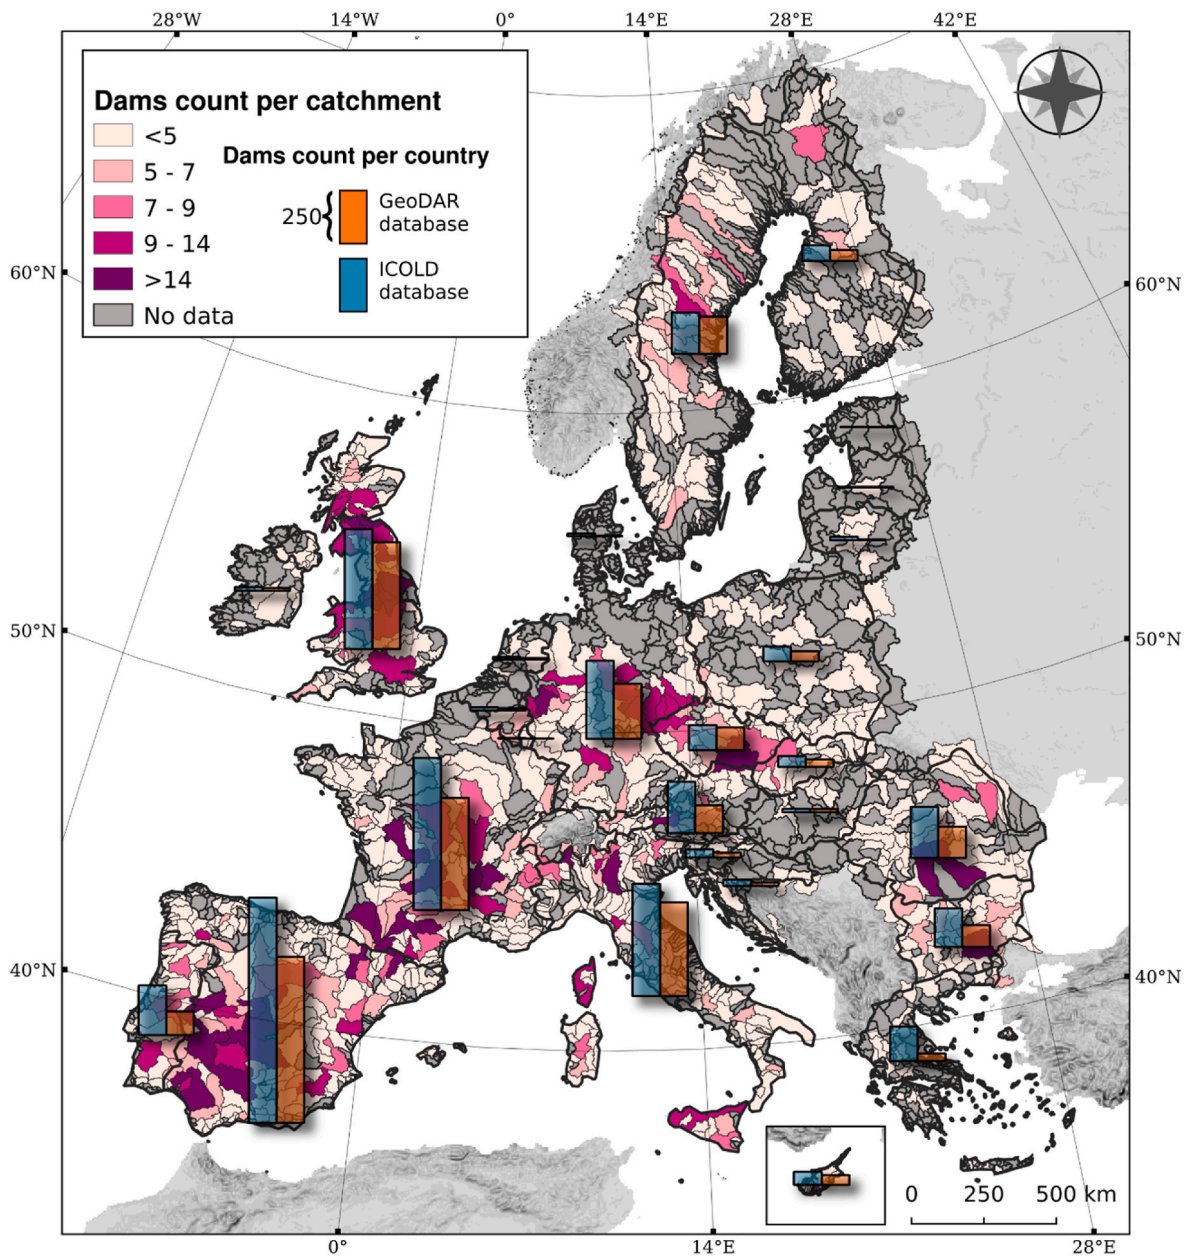 28°W 14°W 0° 14°E 28°E 42°E
Dams count per catchment
<5
5 - 7
7 - 9
9 - 14
>14
No data
Dams count per country
250{
GeoDAR
database
ICOLD
database
60°N
60°N
50°N
50°N
40°N
40°N
0 250 500 km
0° 14°E 28°E